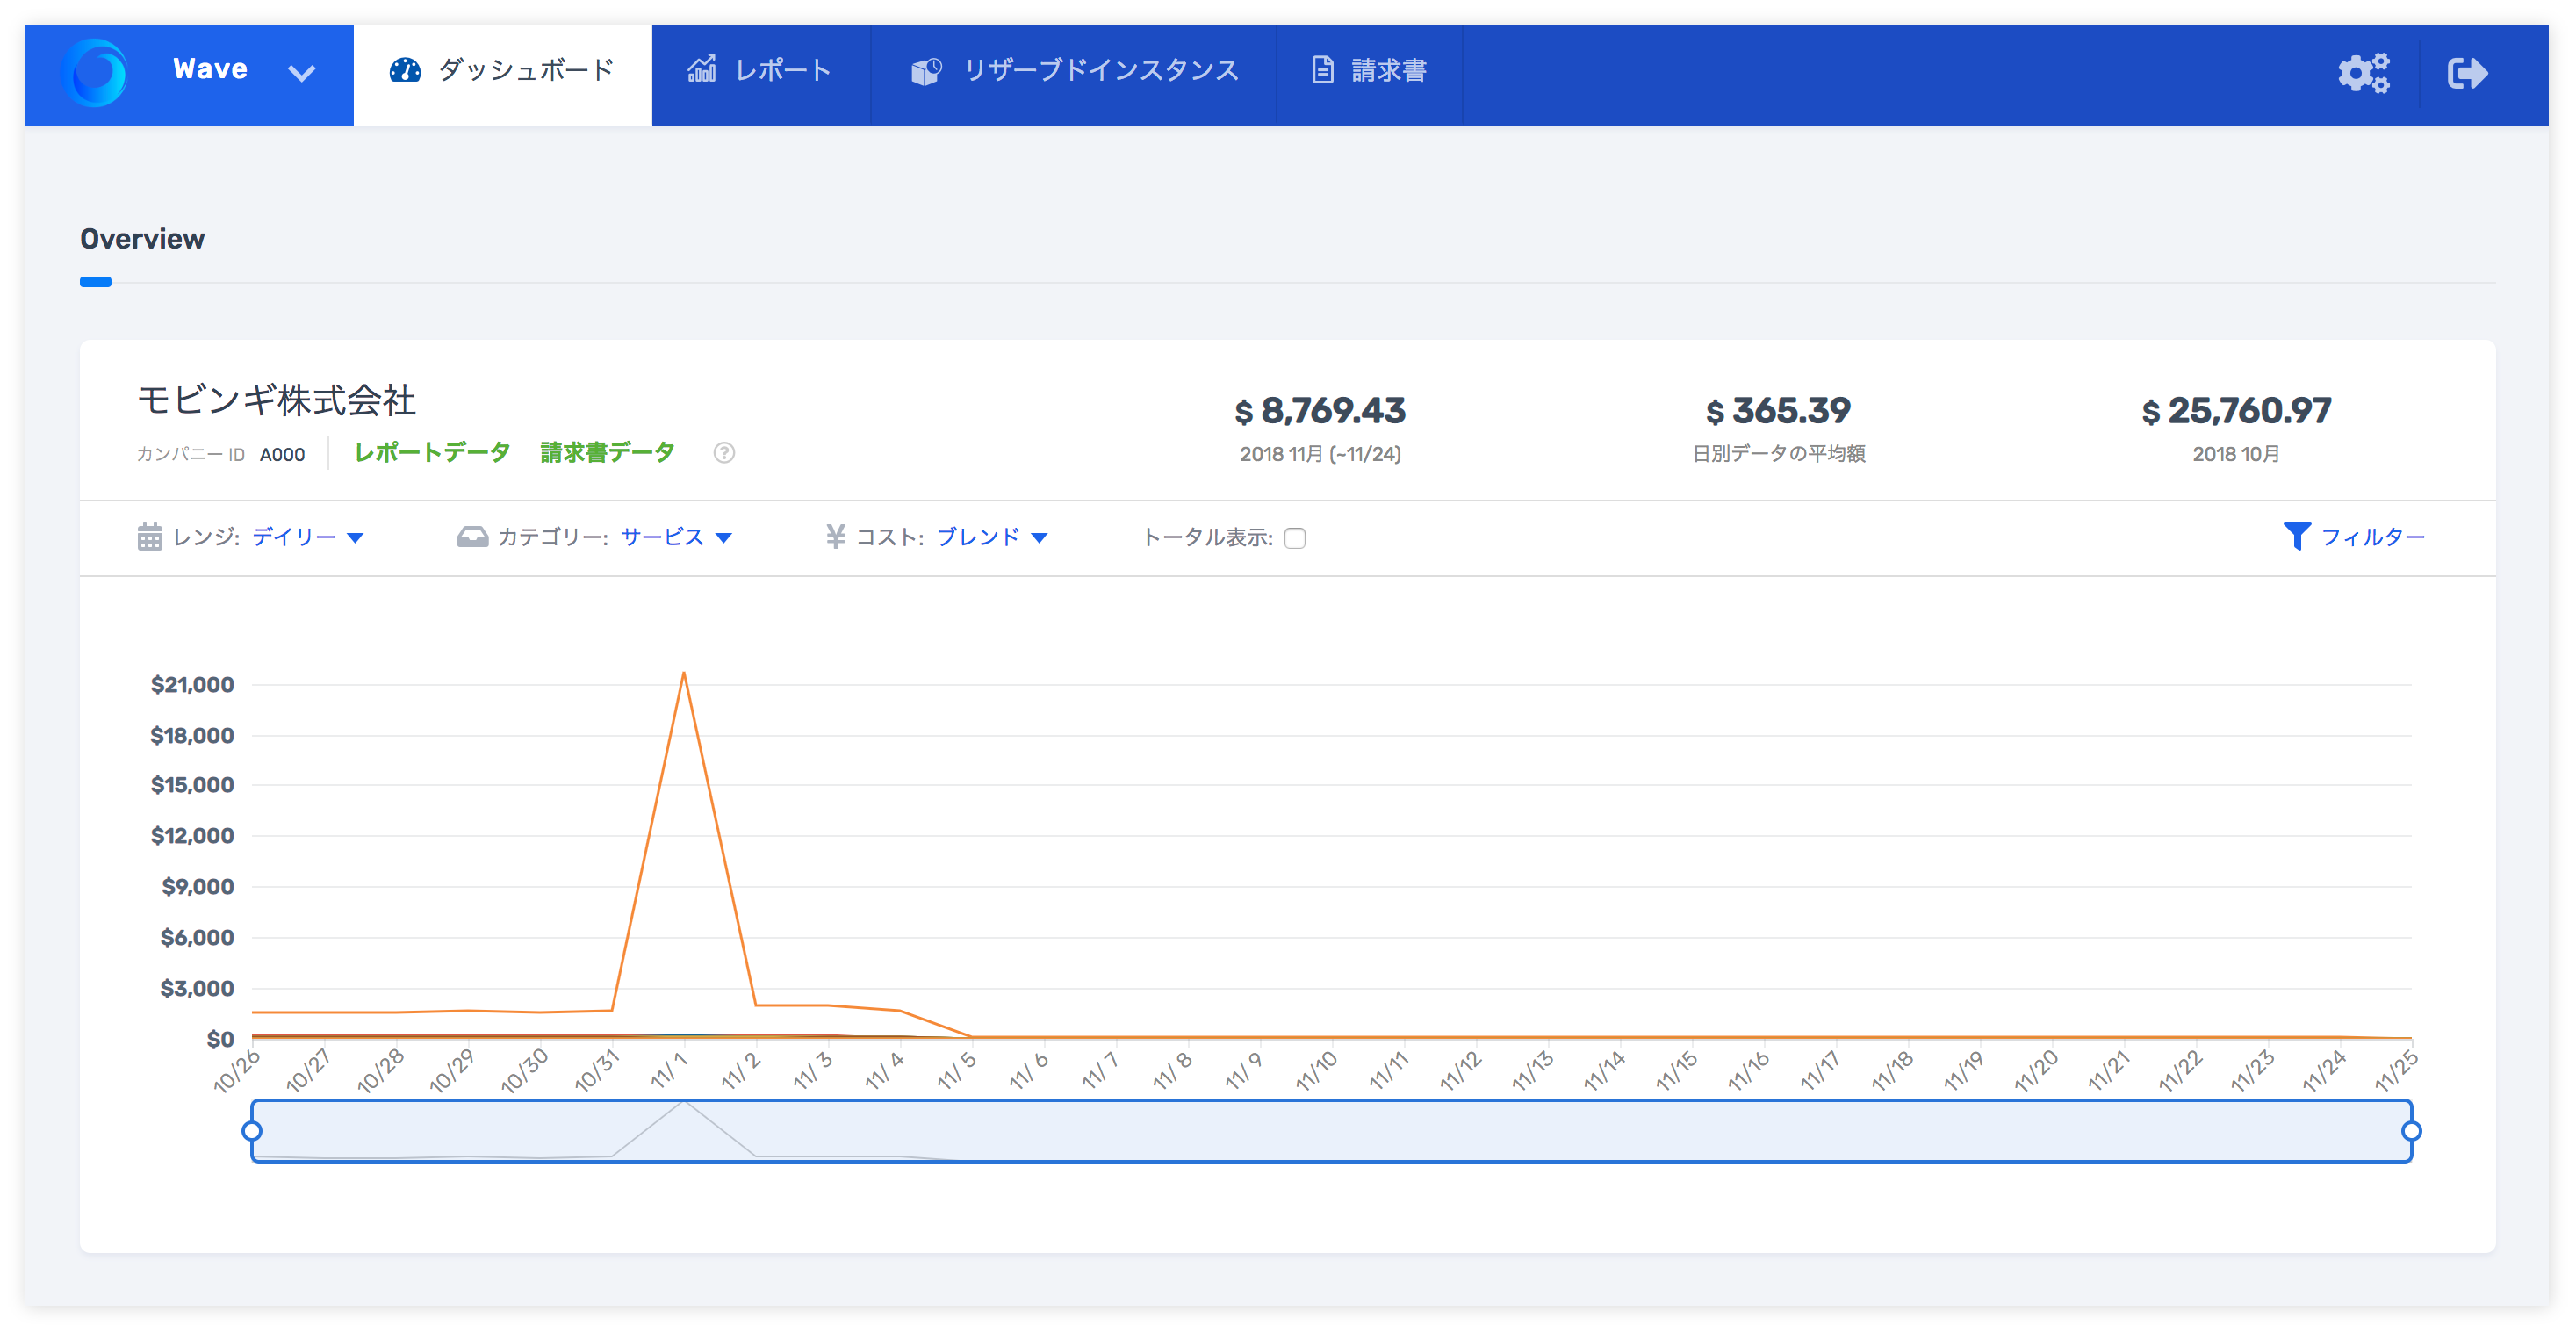 Wave ダッシュボード レポート リザーブドインスタンス 請求書
Overview
モビンギ株式会社
カンパニー ID A000 レポートデータ 請求書データ ?
$ 8,769.43
2018 11月 (~11/24)
$ 365.39
日別データの平均額
$ 25,760.97
2018 10月
レンジ: デイリー カテゴリー: サービス ¥ コスト: ブレンド トータル表示: フィルター
$21,000
$18,000
$15,000
$12,000
$9,000
$6,000
$3,000
$0
10/26 10/27 10/28 10/29 10/30 10/31 11/ 1 11/ 2 11/ 3 11/ 4 11/ 5 11/ 6 11/ 7 11/ 8 11/ 9 11/10 11/11 11/12 11/13 11/14 11/15 11/16 11/17 11/18 11/19 11/20 11/21 11/22 11/23 11/24 11/25